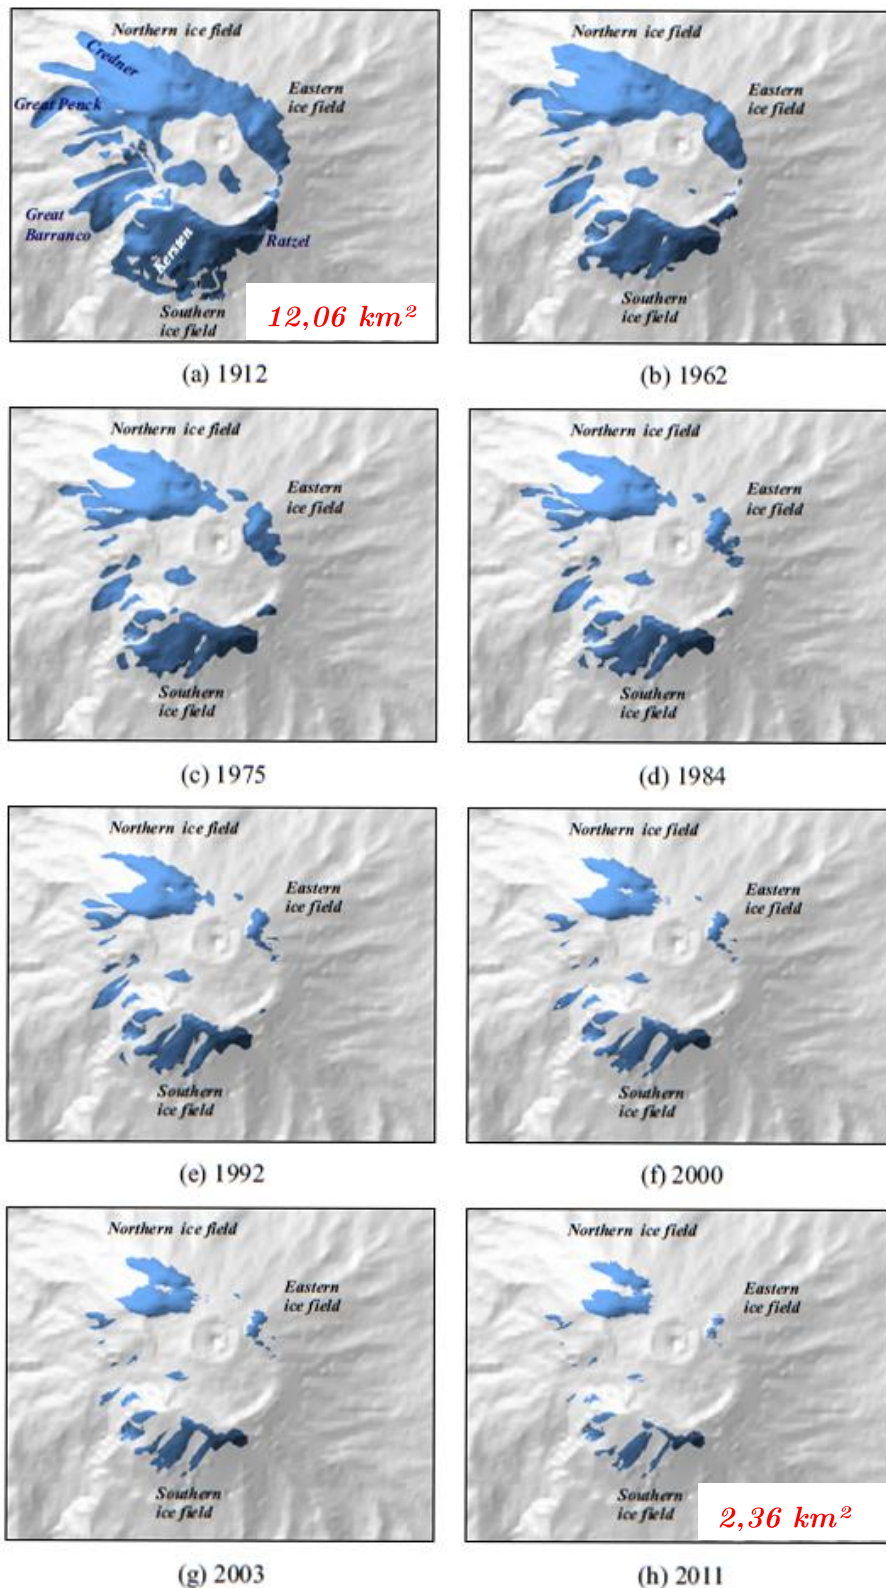 Northern ice field
Credner
Eastern
ice field
Great Penck
Great
Barranco
Kersten
Ratzel
Southern
ice field
12,06 km²
(a) 1912
Northern ice field
Eastern
ice field
Southern
ice field
(b) 1962
Northern ice field
Eastern
ice field
Southern
ice field
(c) 1975
Northern ice field
Eastern
ice field
Southern
ice field
(d) 1984
Northern ice field
Eastern
ice field
Southern
ice field
(e) 1992
Northern ice field
Eastern
ice field
Southern
ice field
(f) 2000
Northern ice field
Eastern
ice field
Southern
ice field
(g) 2003
Northern ice field
Eastern
ice field
Southern
ice field
2,36 km²
(h) 2011